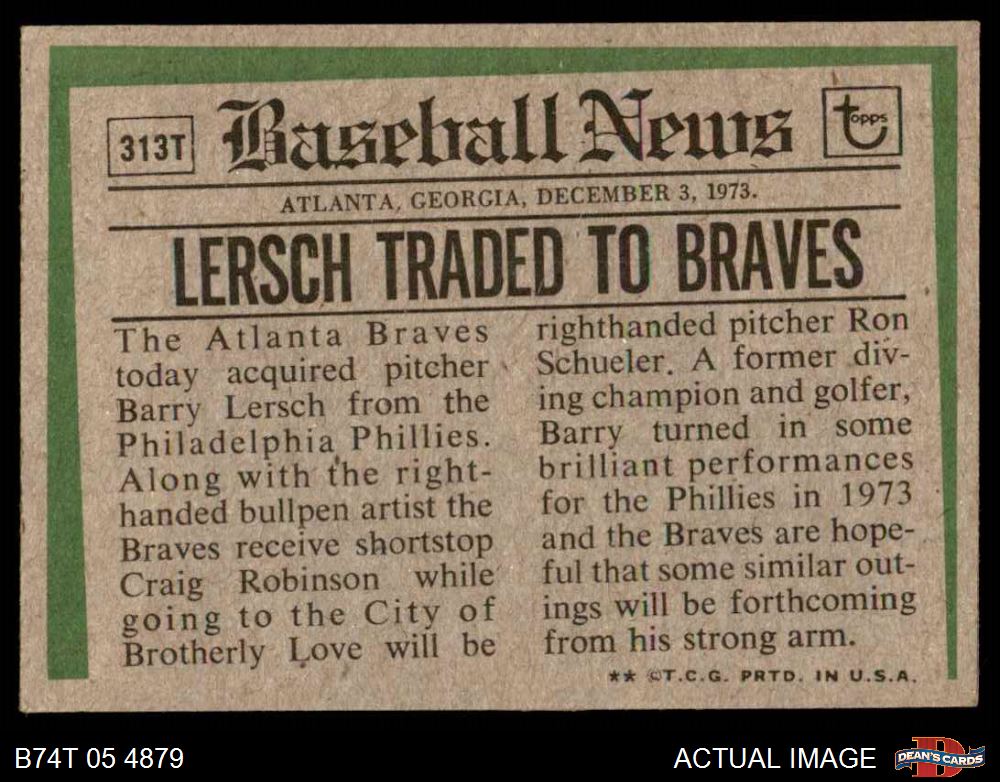 313T
Baseball News
Topps
ATLANTA, GEORGIA, DECEMBER 3, 1973.
LERSCH TRADED TO BRAVES
The Atlanta Braves
today acquired pitcher
Barry Lersch from the
Philadelphia Phillies.
Along with the right-
handed bullpen artist the
Braves receive shortstop
Craig Robinson while
going to the City of
Brotherly Love will be
righthanded pitcher Ron
Schueler. A former div-
ing champion and golfer,
Barry turned in some
brilliant performances
for the Phillies in 1973
and the Braves are hope-
ful that some similar out-
ings will be forthcoming
from his strong arm.
** ©T.C.G. PRTD. IN U.S.A.
B74T 05 4879
ACTUAL IMAGE
D
DEAN'S CARDS